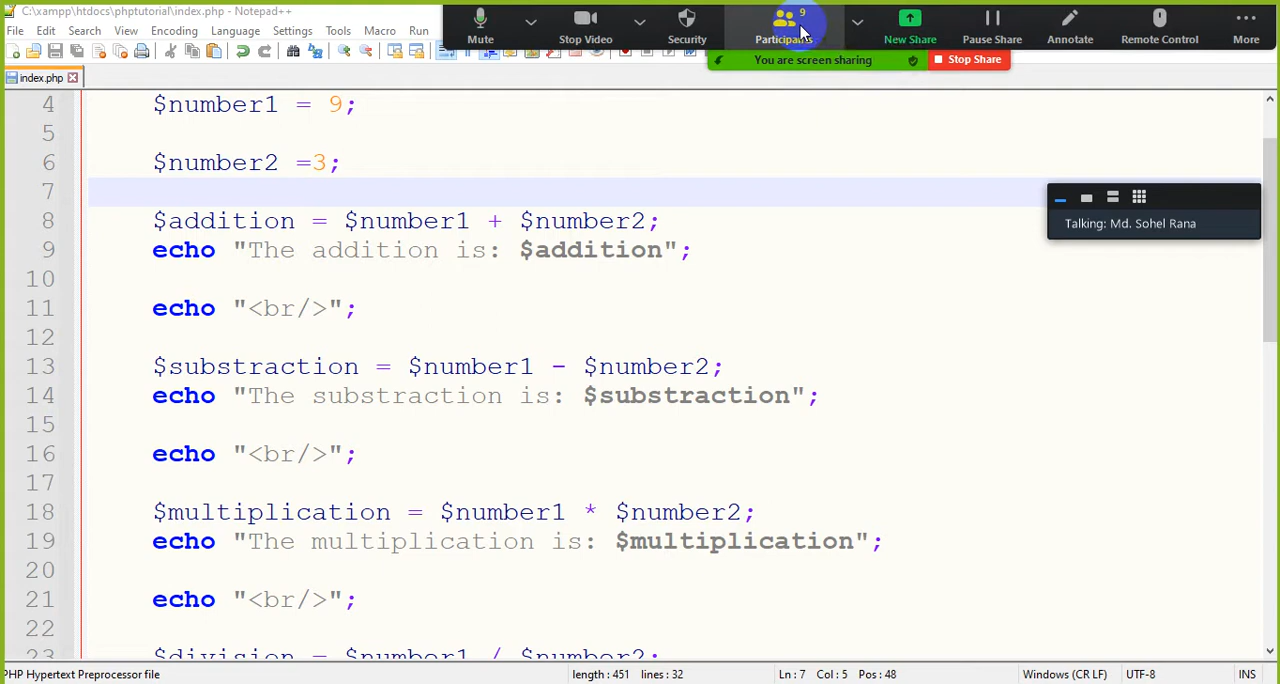 C:\xampp\htdocs\phptutorial\index.php - Notepad++
File Edit Search View Encoding Language Settings Tools Macro Run
Mute Stop Video Security 9 Participants New Share Pause Share Annotate Remote Control More
You are screen sharing Stop Share
index.php
4 $number1 = 9;
5
6 $number2 =3;
7
Talking: Md. Sohel Rana
8 $addition = $number1 + $number2;
9 echo "The addition is: $addition";
10
11 echo "<br/>";
12
13 $substraction = $number1 - $number2;
14 echo "The substraction is: $substraction";
15
16 echo "<br/>";
17
18 $multiplication = $number1 * $number2;
19 echo "The multiplication is: $multiplication";
20
21 echo "<br/>";
22
23 $division = $number1 / $number2;
PHP Hypertext Preprocessor file length : 451 lines : 32 Ln : 7 Col : 5 Pos : 48 Windows (CR LF) UTF-8 INS